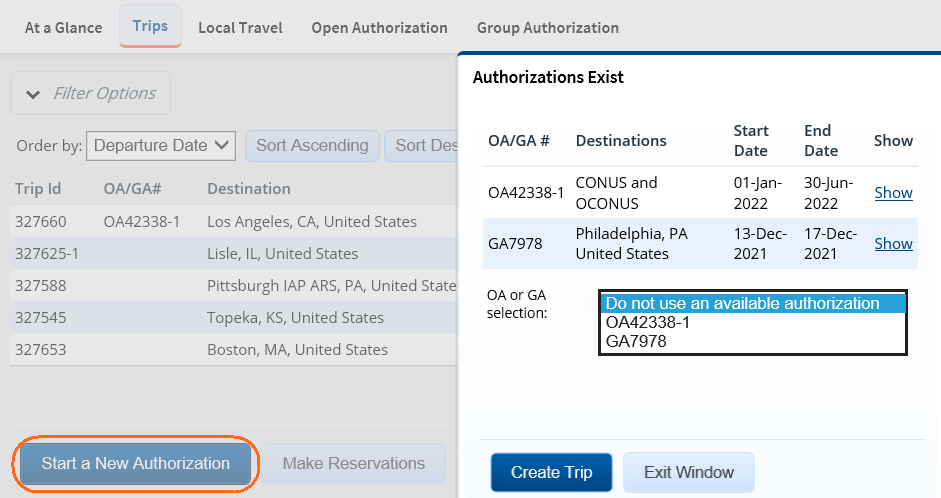 At a Glance Trips Local Travel Open Authorization Group Authorization
Filter Options
Order by: Departure Date Sort Ascending Sort Des
Trip Id OA/GA# Destination
327660 OA42338-1 Los Angeles, CA, United States
327625-1 Lisle, IL, United States
327588 Pittsburgh IAP ARS, PA, United State
327545 Topeka, KS, United States
327653 Boston, MA, United States
Start a New Authorization Make Reservations
Authorizations Exist
OA/GA # Destinations Start Date End Date Show
OA42338-1 CONUS and OCONUS 01-Jan-2022 30-Jun-2022 Show
GA7978 Philadelphia, PA United States 13-Dec-2021 17-Dec-2021 Show
OA or GA selection:
Do not use an available authorization
OA42338-1
GA7978
Create Trip Exit Window